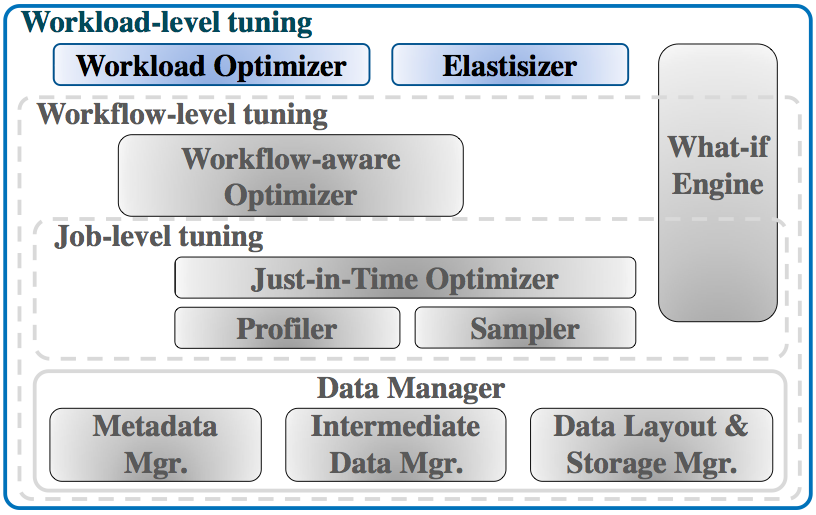 Workload-level tuning
Workload Optimizer
Elastisizer
Workflow-level tuning
Workflow-aware
Optimizer
What-if
Engine
Job-level tuning
Just-in-Time Optimizer
Profiler
Sampler
Data Manager
Metadata
Mgr.
Intermediate
Data Mgr.
Data Layout &
Storage Mgr.